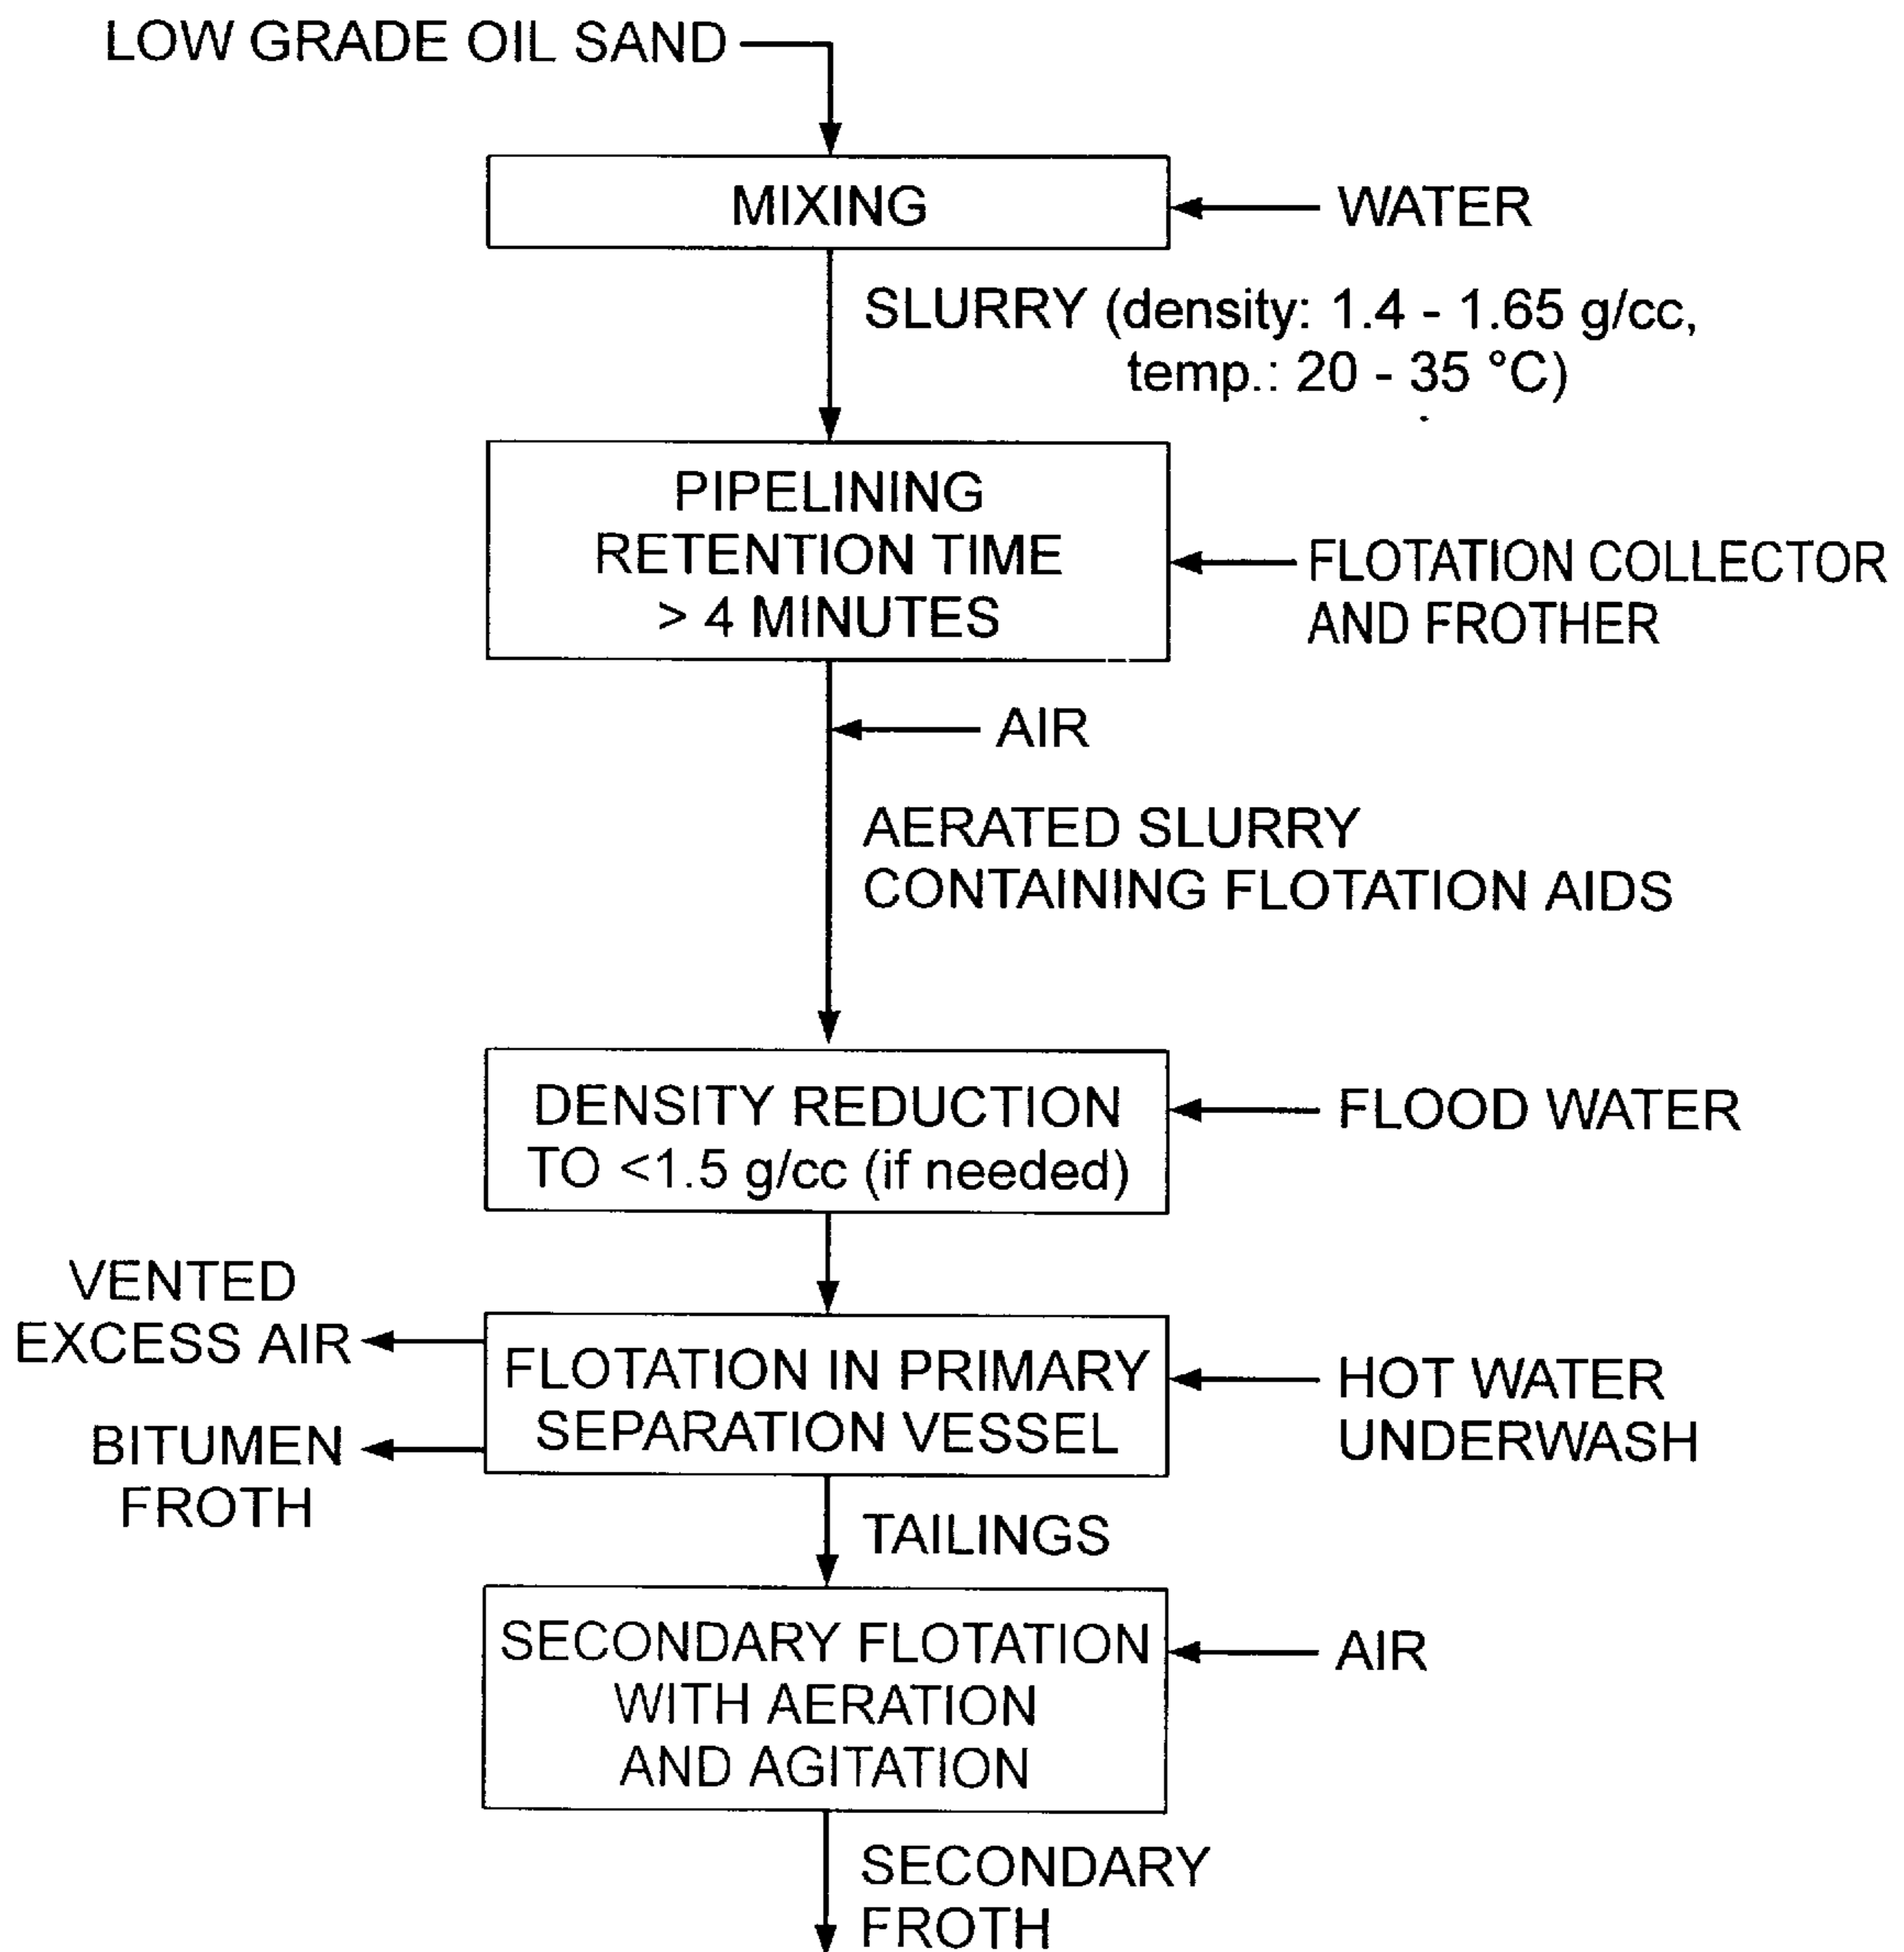 LOW GRADE OIL SAND
MIXING
WATER
SLURRY (density: 1.4 - 1.65 g/cc,
temp.: 20 - 35 °C)
PIPELINING
RETENTION TIME
> 4 MINUTES
FLOTATION COLLECTOR
AND FROTHER
AIR
AERATED SLURRY
CONTAINING FLOTATION AIDS
DENSITY REDUCTION
TO <1.5 g/cc (if needed)
FLOOD WATER
VENTED
EXCESS AIR
BITUMEN
FROTH
FLOTATION IN PRIMARY
SEPARATION VESSEL
HOT WATER
UNDERWASH
TAILINGS
SECONDARY FLOTATION
WITH AERATION
AND AGITATION
AIR
SECONDARY
FROTH